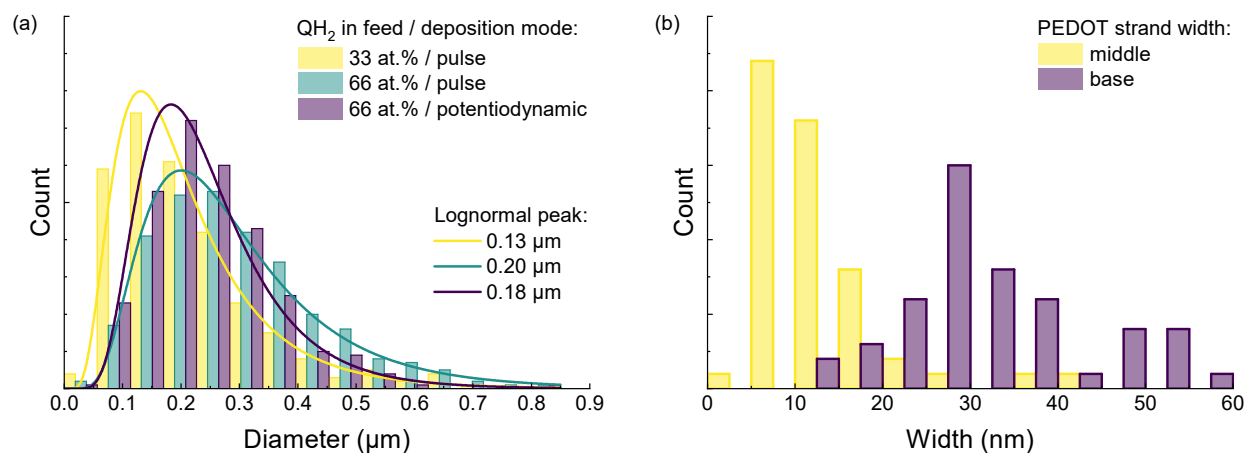 (a)
QH₂ in feed / deposition mode:
33 at.% / pulse
66 at.% / pulse
66 at.% / potentiodynamic
Lognormal peak:
0.13 µm
0.20 µm
0.18 µm
Count
0.0 0.1 0.2 0.3 0.4 0.5 0.6 0.7 0.8 0.9
Diameter (µm)
(b)
PEDOT strand width:
middle
base
Count
0 10 20 30 40 50 60
Width (nm)